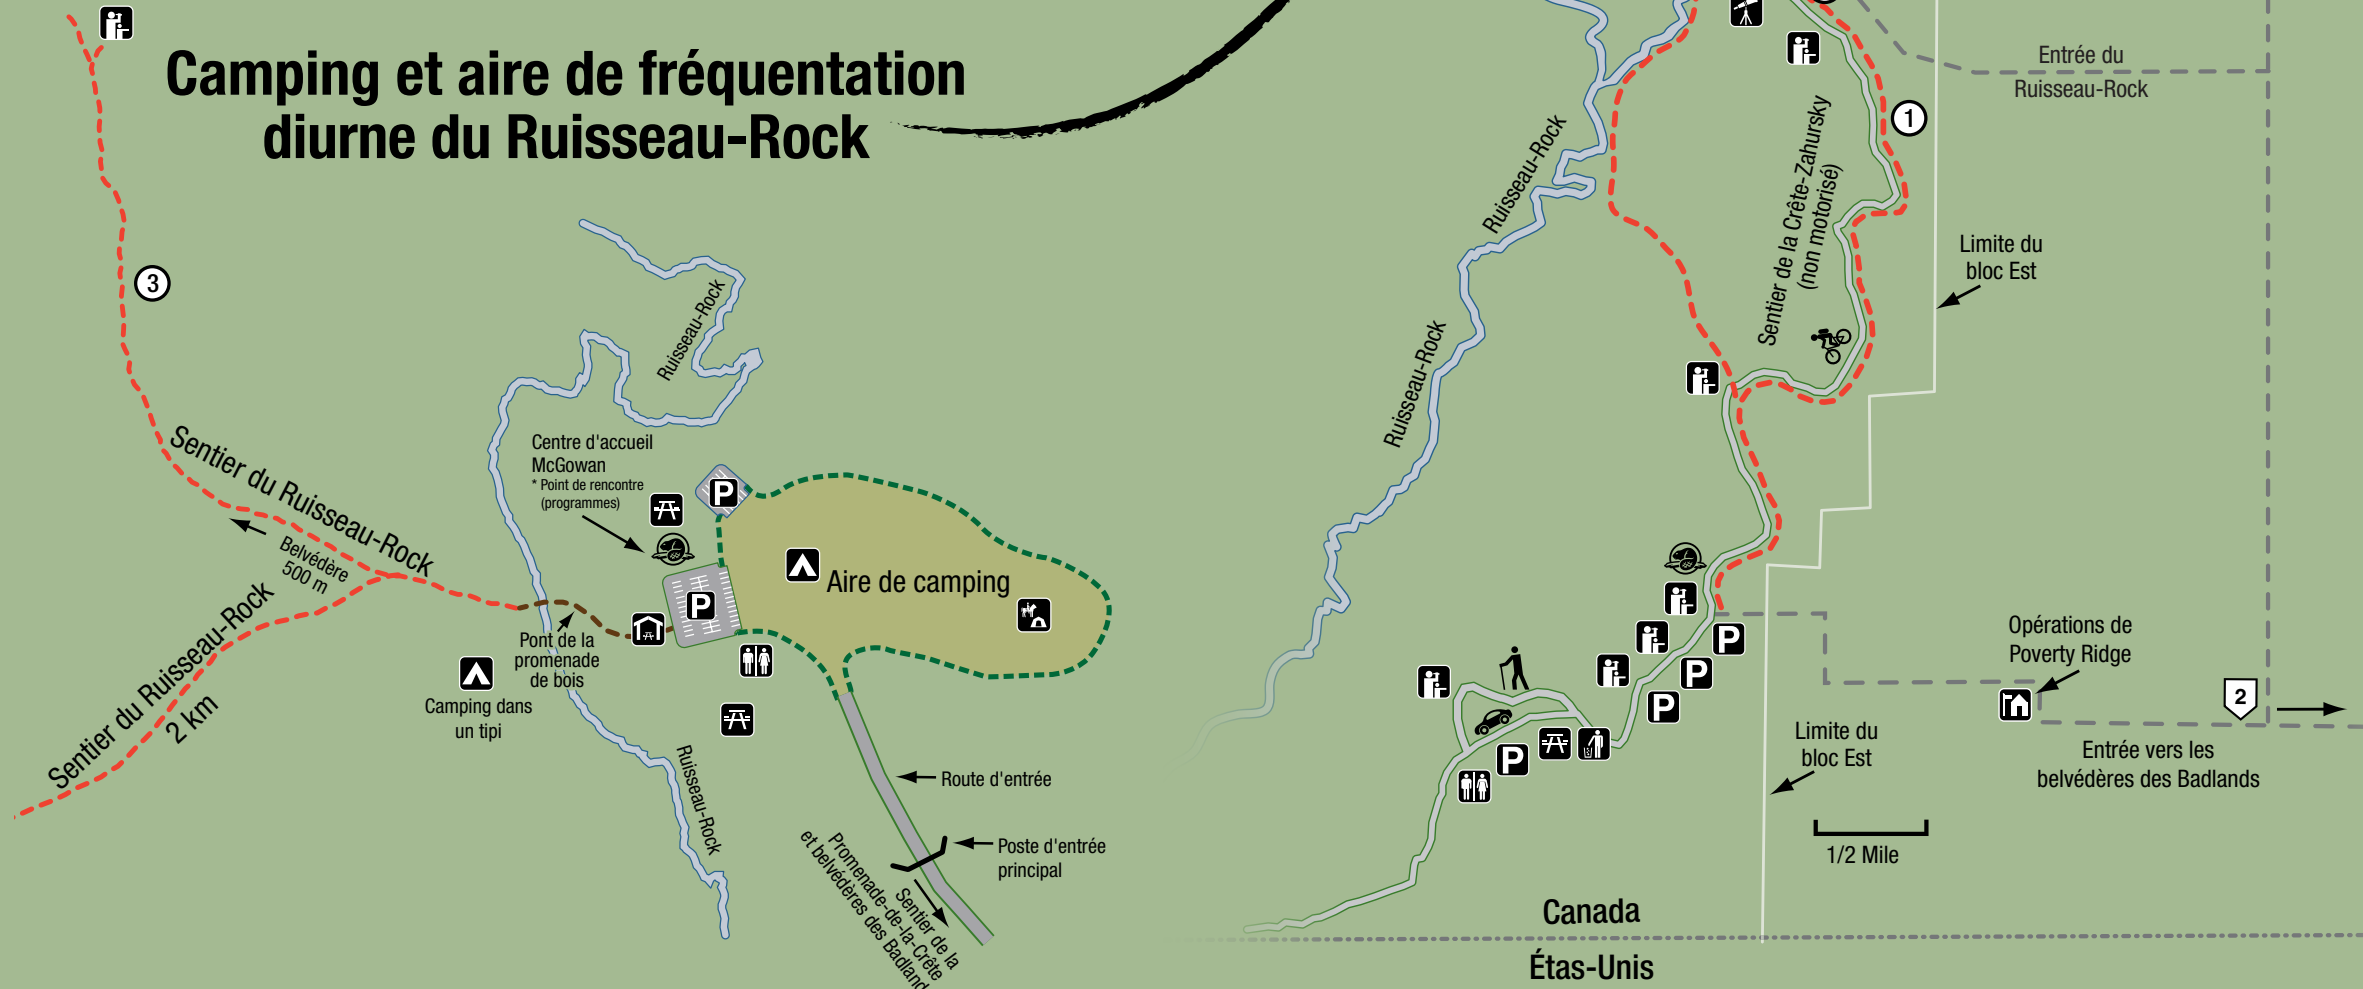 Camping et aire de fréquentation
diurne du Ruisseau-Rock
3
Sentier du Ruisseau-Rock
Belvédère
500 m
Sentier du Ruisseau-Rock
2 km
Ruisseau-Rock
Centre d'accueil
McGowan
* Point de rencontre
(programmes)
P
P
Aire de camping
Pont de la
promenade
de bois
Camping dans
un tipi
Ruisseau-Rock
Route d'entrée
Poste d'entrée
principal
Sentier de la
Promenade-de-la-Crête
et belvédères des Badland
Ruisseau-Rock
Ruisseau-Rock
Entrée du
Ruisseau-Rock
1
Sentier de la Crête-Zahursky
(non motorisé)
Limite du
bloc Est
P
P
P
P
Opérations de
Poverty Ridge
2
Entrée vers les
belvédères des Badlands
Limite du
bloc Est
1/2 Mile
Canada
Étas-Unis